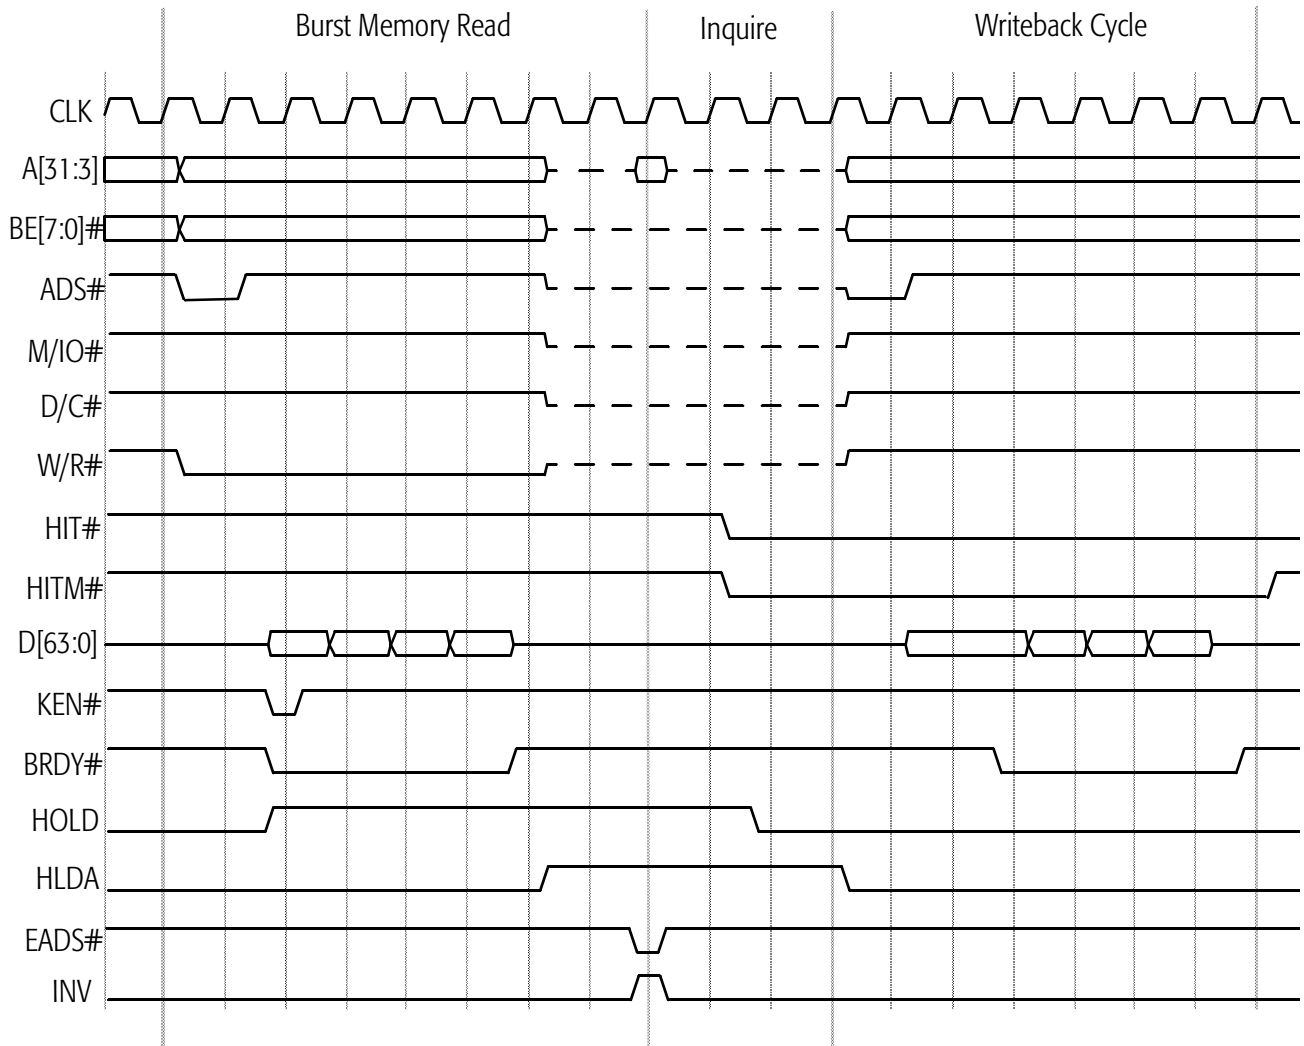 Burst Memory Read
Inquire
Writeback Cycle
CLK
A[31:3]
BE[7:0]#
ADS#
M/IO#
D/C#
W/R#
HIT#
HITM#
D[63:0]
KEN#
BRDY#
HOLD
HLDA
EADS#
INV